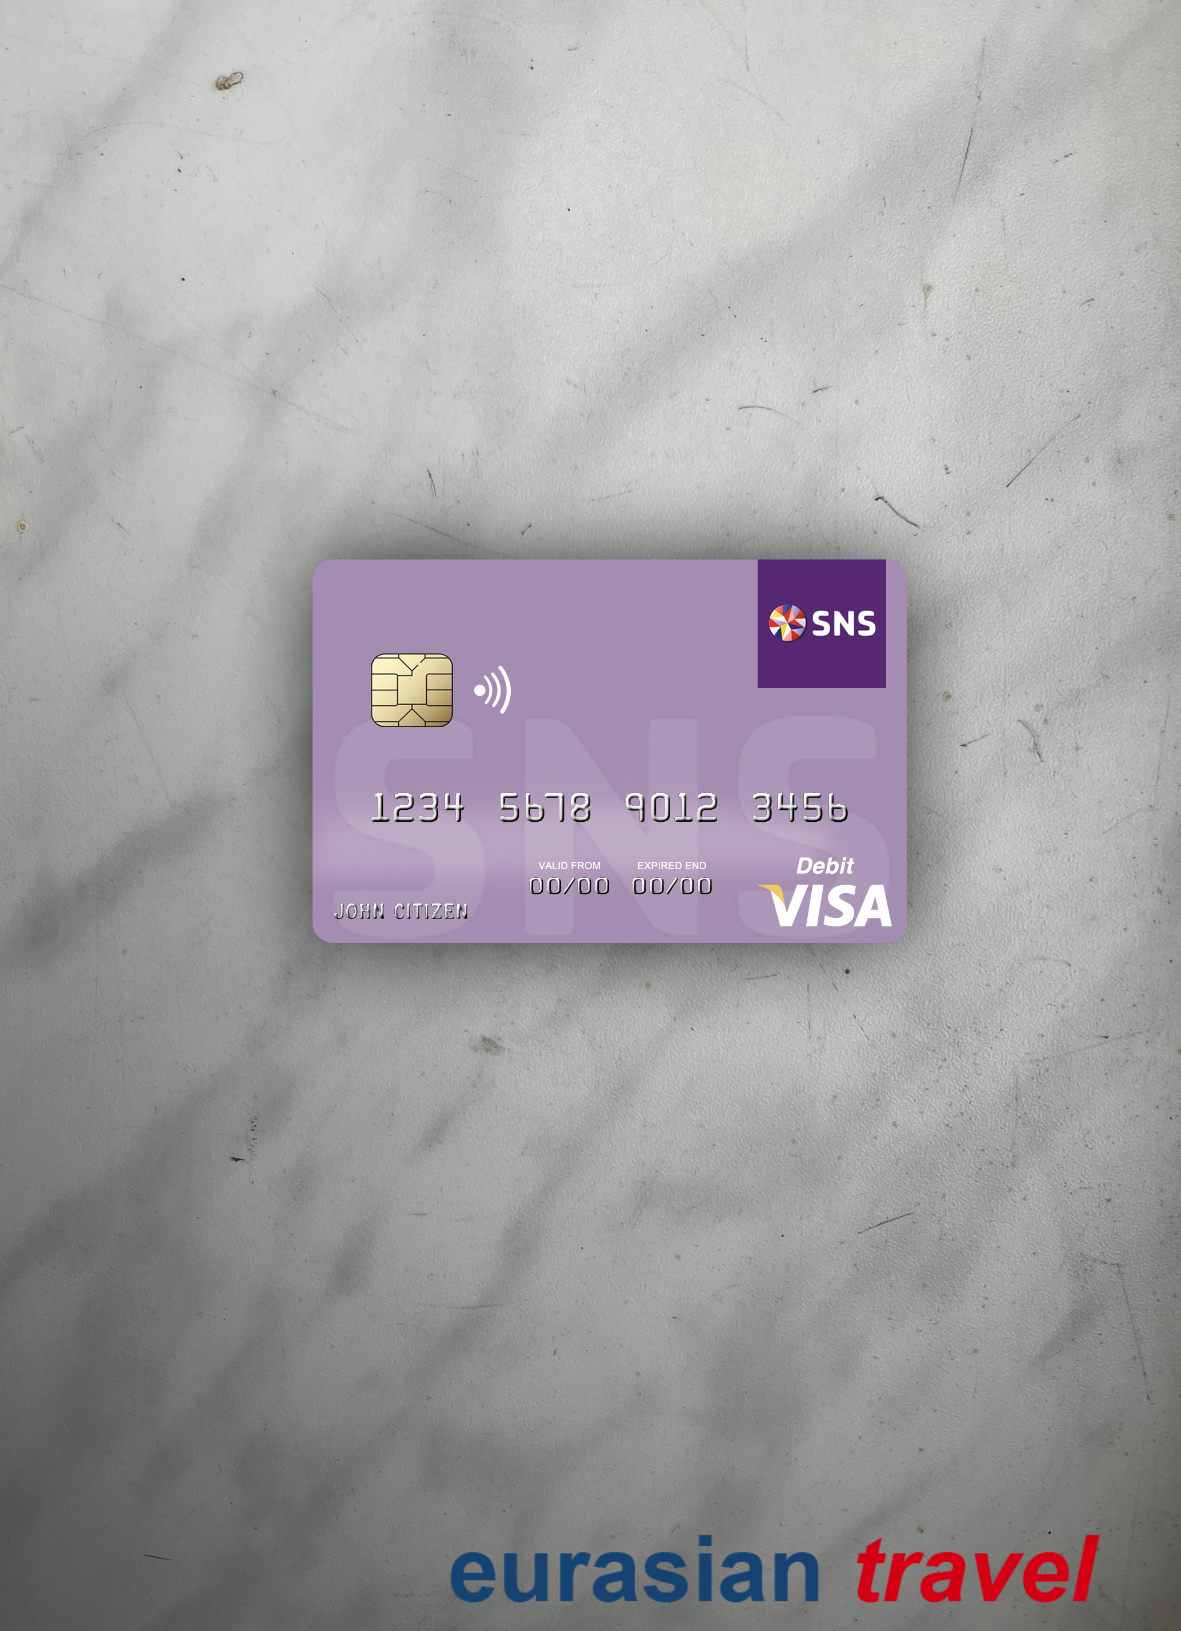 SNS
SNS
1234 5678 9012 3456
VALID FROM EXPIRED END
00/00 00/00
Debit
VISA
JOHN CITIZEN
eurasian travel